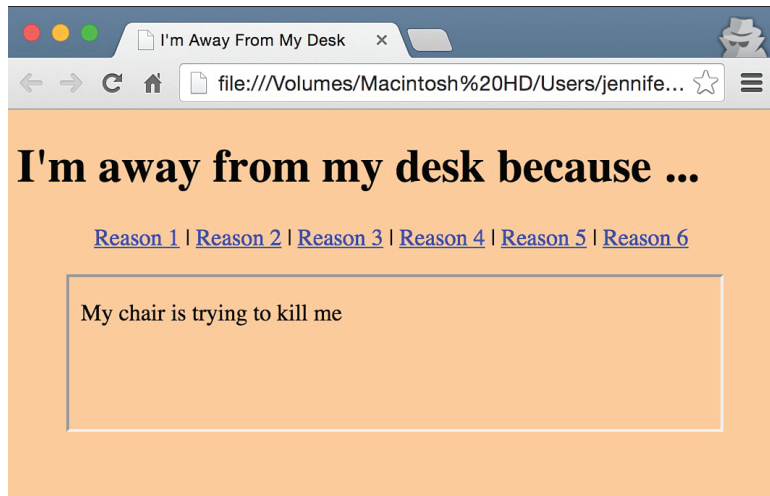 I'm Away From My Desk
file:///Volumes/Macintosh%20HD/Users/jennife...
I'm away from my desk because ...
Reason 1 | Reason 2 | Reason 3 | Reason 4 | Reason 5 | Reason 6
My chair is trying to kill me